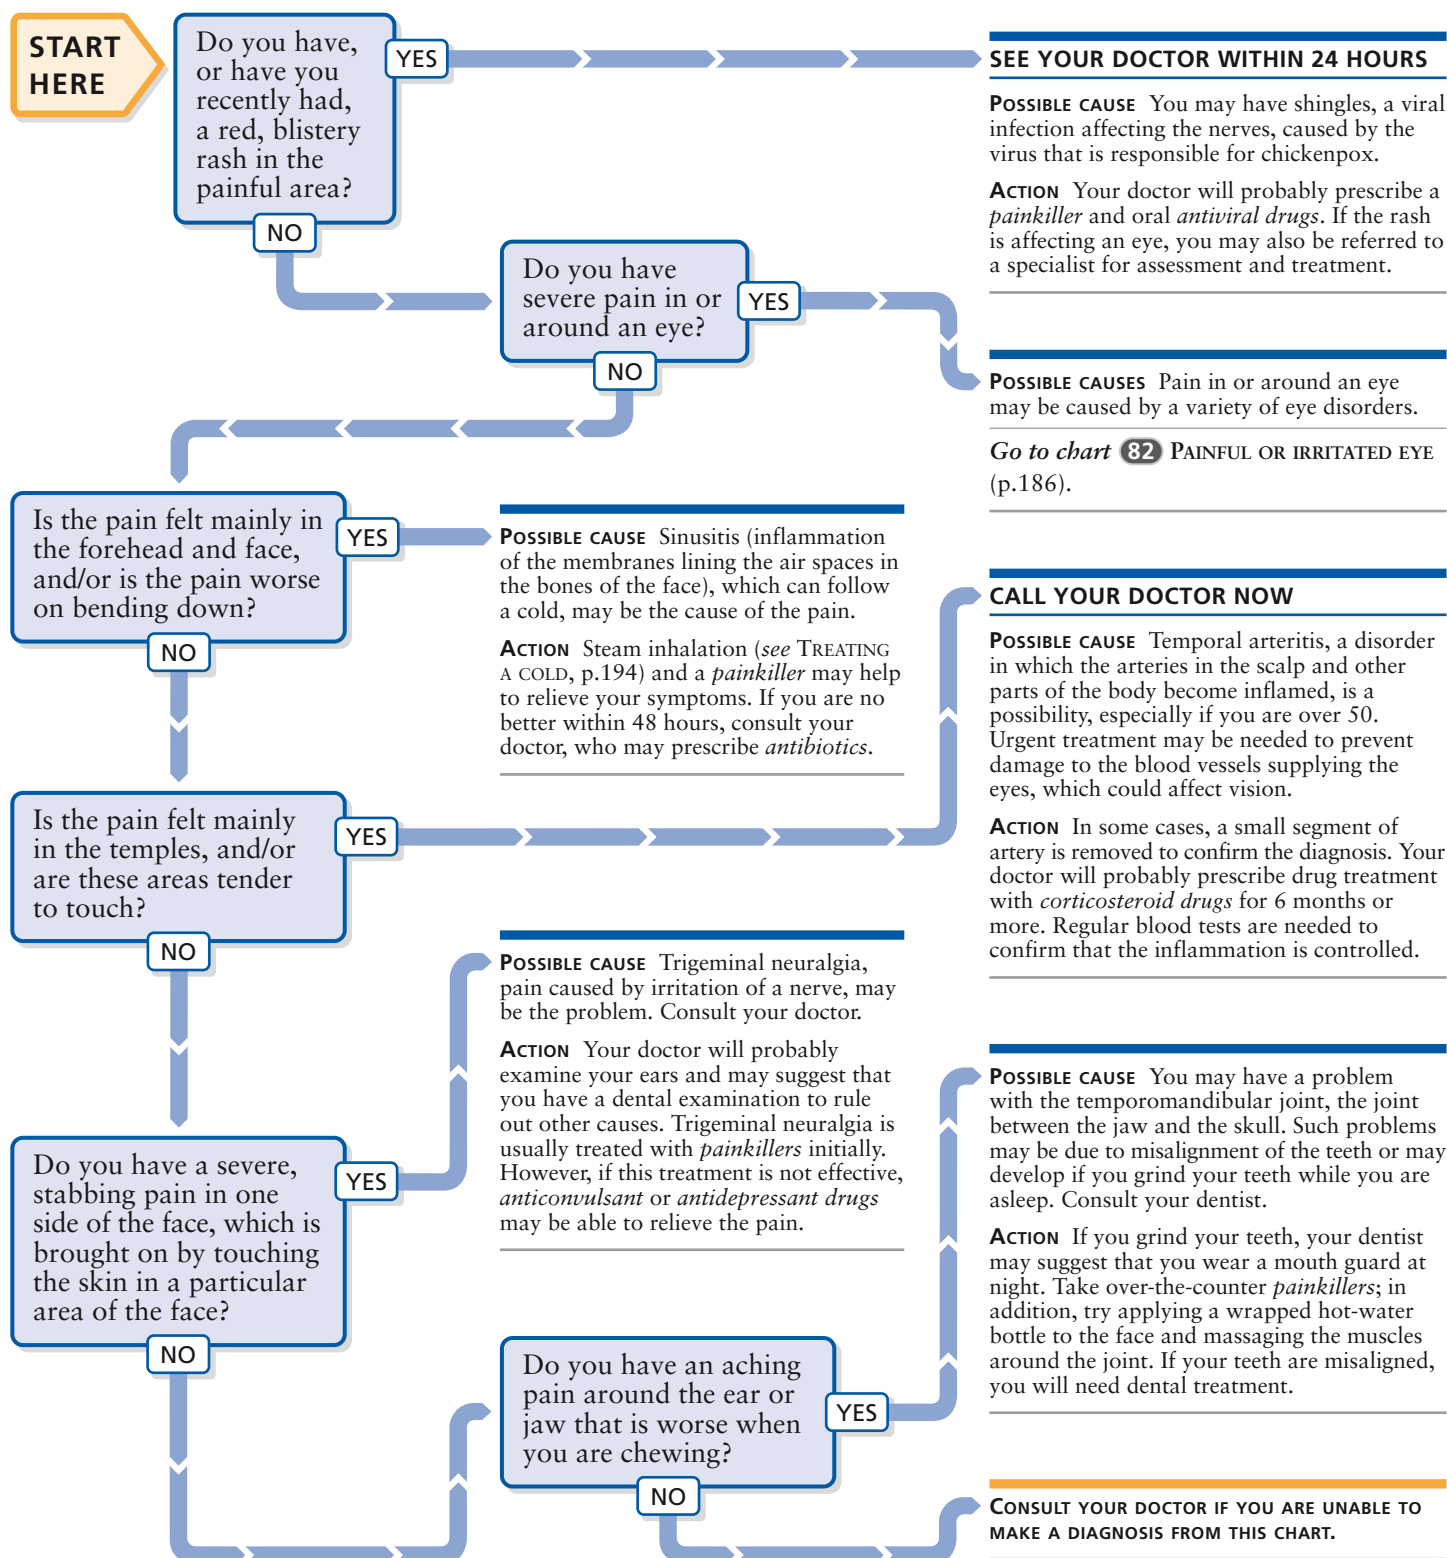 START
HERE
Do you have,
or have you
recently had,
a red, blistery
rash in the
painful area?
YES
NO
SEE YOUR DOCTOR WITHIN 24 HOURS
POSSIBLE CAUSE You may have shingles, a viral
infection affecting the nerves, caused by the
virus that is responsible for chickenpox.
ACTION Your doctor will probably prescribe a
painkiller and oral antiviral drugs. If the rash
is affecting an eye, you may also be referred to
a specialist for assessment and treatment.
Do you have
severe pain in or
around an eye?
YES
NO
POSSIBLE CAUSES Pain in or around an eye
may be caused by a variety of eye disorders.
Go to chart 82 PAINFUL OR IRRITATED EYE
(p.186).
Is the pain felt mainly in
the forehead and face,
and/or is the pain worse
on bending down?
YES
NO
POSSIBLE CAUSE Sinusitis (inflammation
of the membranes lining the air spaces in
the bones of the face), which can follow
a cold, may be the cause of the pain.
ACTION Steam inhalation (see TREATING
A COLD, p.194) and a painkiller may help
to relieve your symptoms. If you are no
better within 48 hours, consult your
doctor, who may prescribe antibiotics.
Is the pain felt mainly
in the temples, and/or
are these areas tender
to touch?
YES
NO
CALL YOUR DOCTOR NOW
POSSIBLE CAUSE Temporal arteritis, a disorder
in which the arteries in the scalp and other
parts of the body become inflamed, is a
possibility, especially if you are over 50.
Urgent treatment may be needed to prevent
damage to the blood vessels supplying the
eyes, which could affect vision.
ACTION In some cases, a small segment of
artery is removed to confirm the diagnosis. Your
doctor will probably prescribe drug treatment
with corticosteroid drugs for 6 months or
more. Regular blood tests are needed to
confirm that the inflammation is controlled.
Do you have a severe,
stabbing pain in one
side of the face, which is
brought on by touching
the skin in a particular
area of the face?
YES
NO
POSSIBLE CAUSE Trigeminal neuralgia,
pain caused by irritation of a nerve, may
be the problem. Consult your doctor.
ACTION Your doctor will probably
examine your ears and may suggest that
you have a dental examination to rule
out other causes. Trigeminal neuralgia is
usually treated with painkillers initially.
However, if this treatment is not effective,
anticonvulsant or antidepressant drugs
may be able to relieve the pain.
Do you have an aching
pain around the ear or
jaw that is worse when
you are chewing?
YES
NO
POSSIBLE CAUSE You may have a problem
with the temporomandibular joint, the joint
between the jaw and the skull. Such problems
may be due to misalignment of the teeth or may
develop if you grind your teeth while you are
asleep. Consult your dentist.
ACTION If you grind your teeth, your dentist
may suggest that you wear a mouth guard at
night. Take over-the-counter painkillers; in
addition, try applying a wrapped hot-water
bottle to the face and massaging the muscles
around the joint. If your teeth are misaligned,
you will need dental treatment.
CONSULT YOUR DOCTOR IF YOU ARE UNABLE TO
MAKE A DIAGNOSIS FROM THIS CHART.